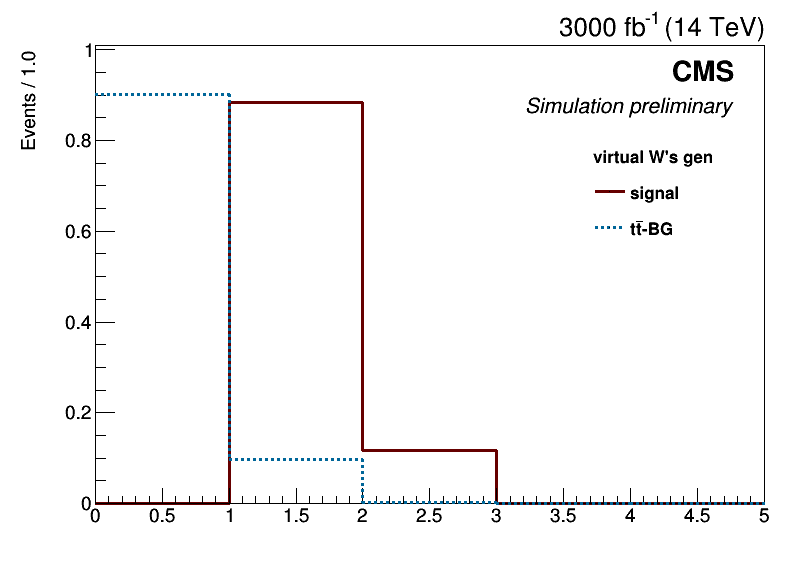 3000 fb⁻¹ (14 TeV)
Events / 1.0
CMS
Simulation preliminary
virtual W's gen
signal
tt̅-BG
1
0.8
0.6
0.4
0.2
0
0 0.5 1 1.5 2 2.5 3 3.5 4 4.5 5